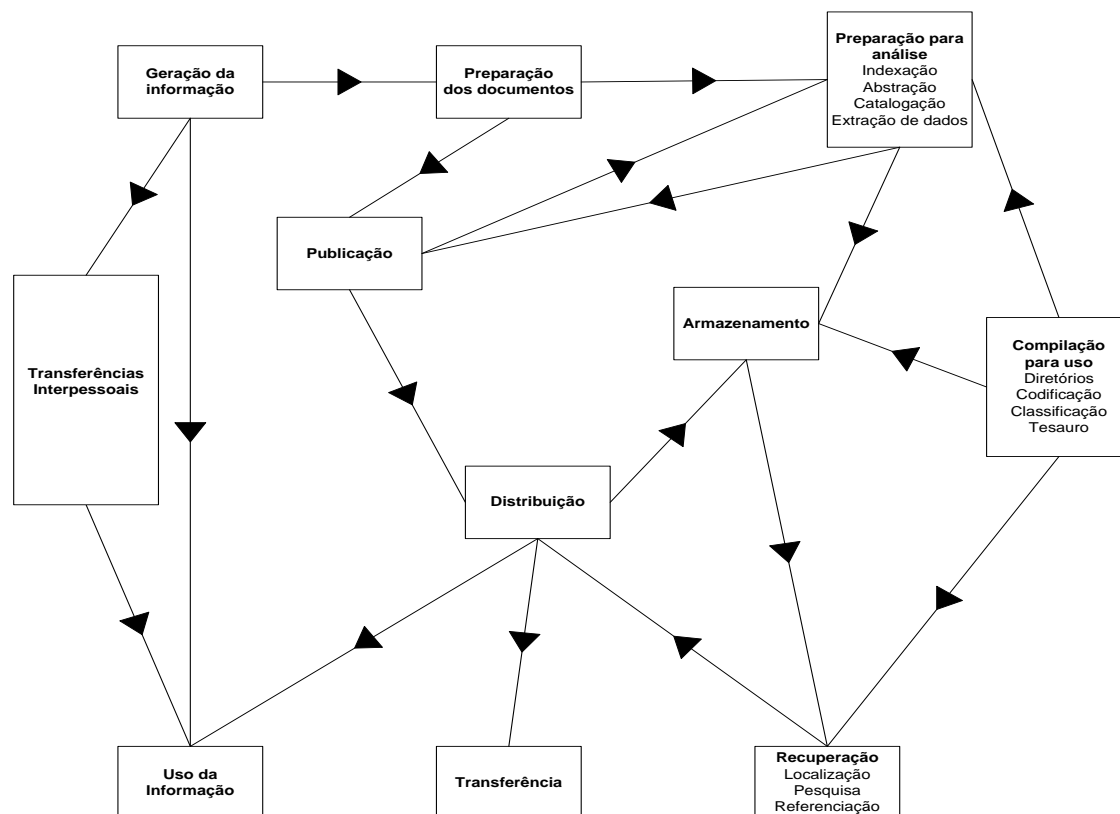 Geração da
informação
Preparação
dos documentos
Preparação para
análise
Indexação
Abstração
Catalogação
Extração de dados
Publicação
Transferências
Interpessoais
Armazenamento
Compilação
para uso
Diretórios
Codificação
Classificação
Tesauro
Distribuição
Uso da
Informação
Transferência
Recuperação
Localização
Pesquisa
Referenciação